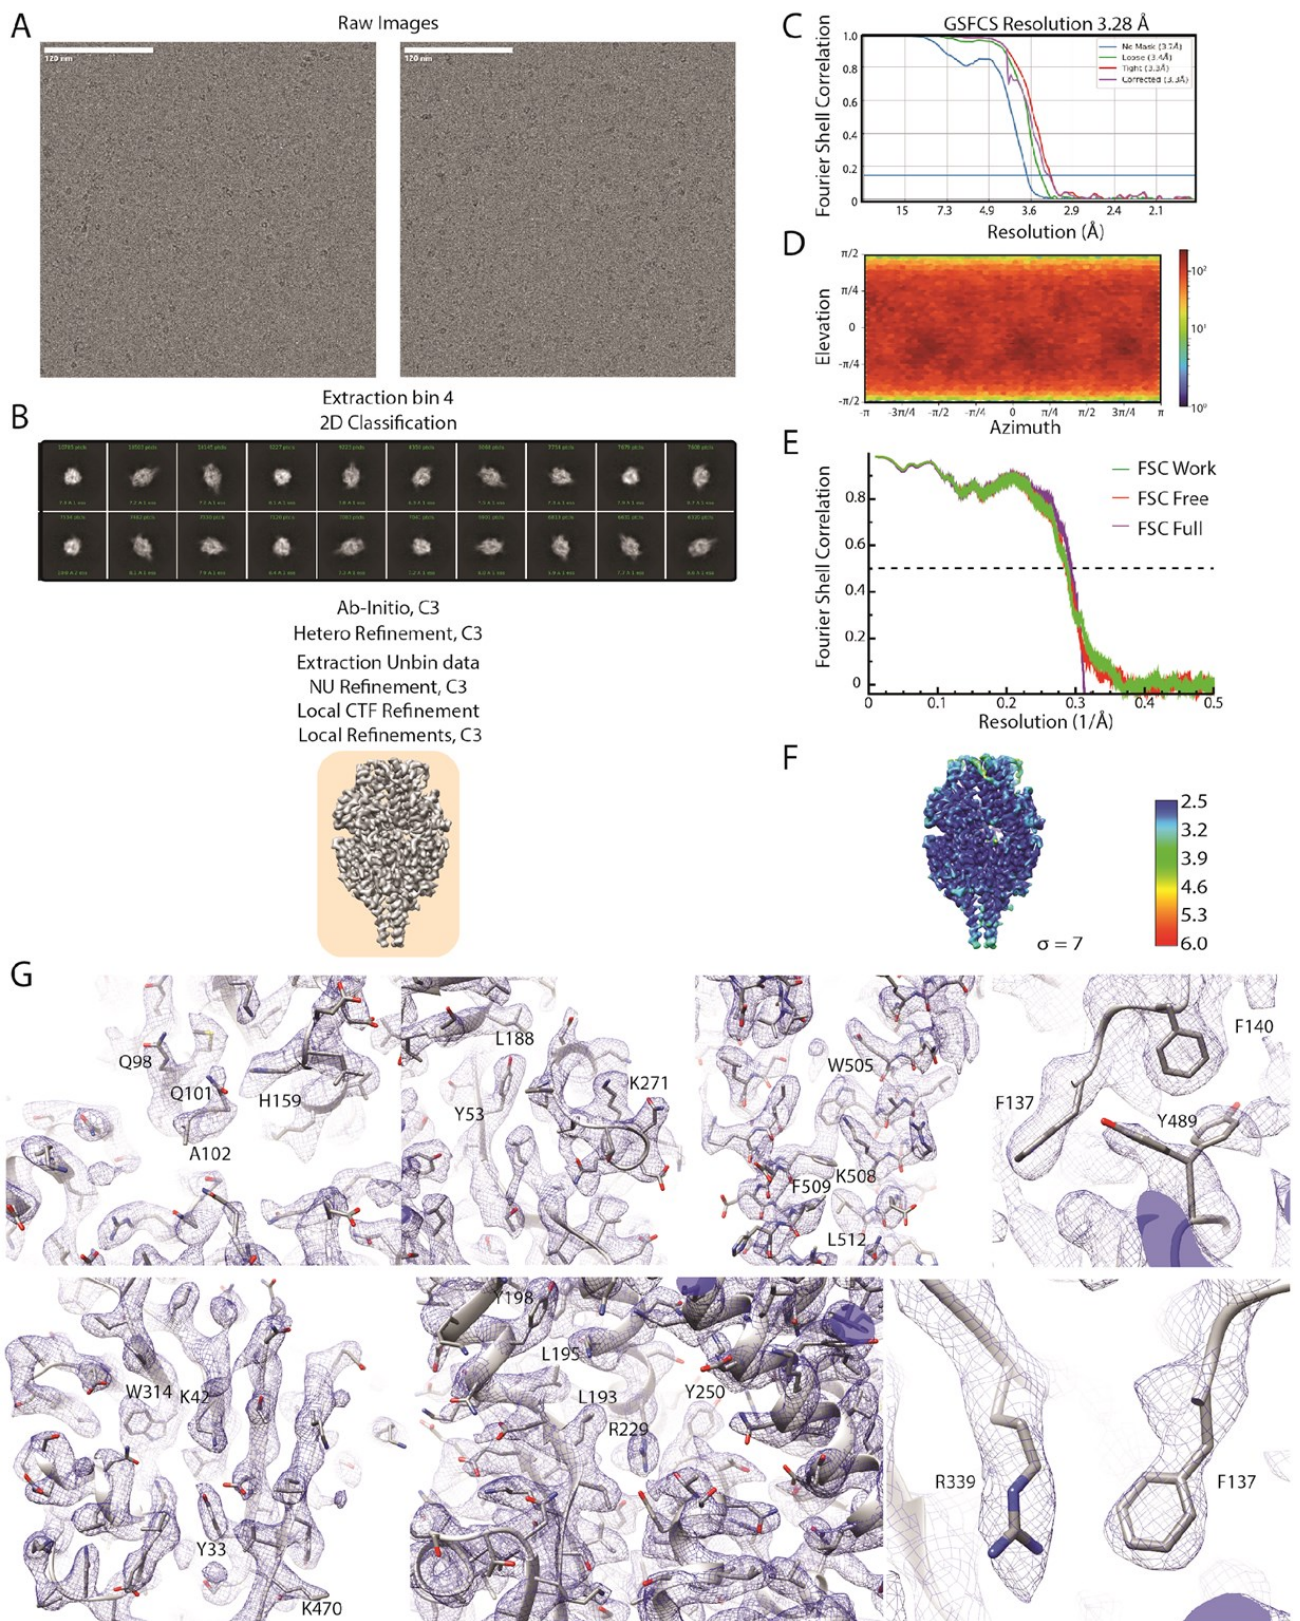 A
Raw Images
120 nm
120 nm
Extraction bin 4
B
2D Classification
Ab-Initio, C3
Hetero Refinement, C3
Extraction Unbin data
NU Refinement, C3
Local CTF Refinement
Local Refinements, C3
C
GSFCS Resolution 3.28 Å
Fourier Shell Correlation
1.0
0.8
0.6
0.4
0.2
0
No Mask (3.7Å)
Loose (3.4Å)
Tight (3.3Å)
Corrected (3.3Å)
15 7.3 4.9 3.6 2.9 2.4 2.1
Resolution (Å)
D
Elevation
π/2
π/4
0
-π/4
-π/2
-π -3π/4 -π/2 -π/4 0 π/4 π/2 3π/4 π
Azimuth
10²
10¹
10⁰
E
Fourier Shell Correlation
0.8
0.6
0.4
0.2
0
FSC Work
FSC Free
FSC Full
0 0.1 0.2 0.3 0.4 0.5
Resolution (1/Å)
F
σ = 7
2.5
3.2
3.9
4.6
5.3
6.0
G
Q98
Q101
H159
A102
L188
Y53
K271
W505
K508
F509
L512
F140
F137
Y489
W314
K42
Y33
K470
Y198
L195
L193
Y250
R229
R339
F137